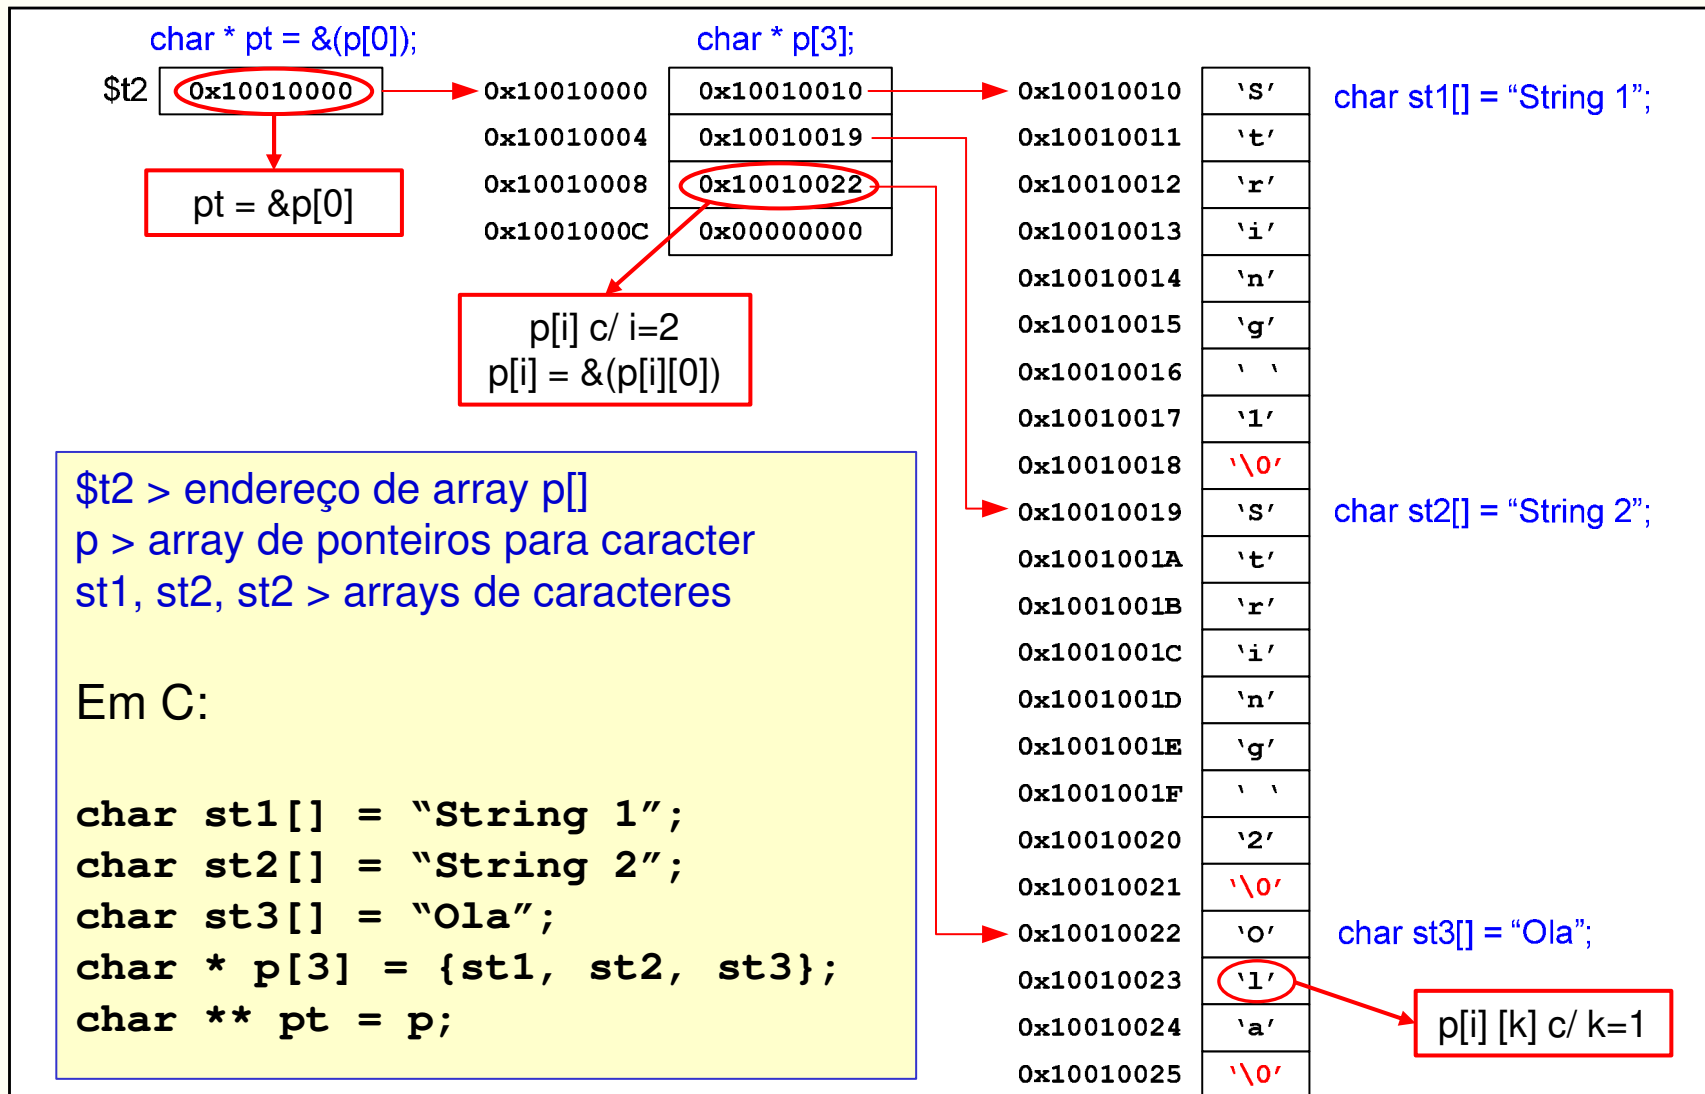 char * pt = &(p[0]);
char * p[3];
$t2 0x10010000
0x10010000 0x10010010
0x10010004 0x10010019
0x10010008 0x10010022
0x1001000C 0x00000000
pt = &p[0]
p[i] c/ i=2
p[i] = &(p[i][0])
0x10010010 ‘S’ char st1[] = “String 1”;
0x10010011 ‘t’
0x10010012 ‘r’
0x10010013 ‘i’
0x10010014 ‘n’
0x10010015 ‘g’
0x10010016 ‘ ‘
0x10010017 ‘1’
0x10010018 ‘\0’
0x10010019 ‘S’ char st2[] = “String 2”;
0x1001001A ‘t’
0x1001001B ‘r’
0x1001001C ‘i’
0x1001001D ‘n’
0x1001001E ‘g’
0x1001001F ‘ ‘
0x10010020 ‘2’
0x10010021 ‘\0’
0x10010022 ‘O’ char st3[] = “Ola”;
0x10010023 ‘l’
0x10010024 ‘a’
0x10010025 ‘\0’
p[i] [k] c/ k=1
$t2 > endereço de array p[]
p > array de ponteiros para caracter
st1, st2, st2 > arrays de caracteres
Em C:
char st1[] = “String 1”;
char st2[] = “String 2”;
char st3[] = “Ola”;
char * p[3] = {st1, st2, st3};
char ** pt = p;